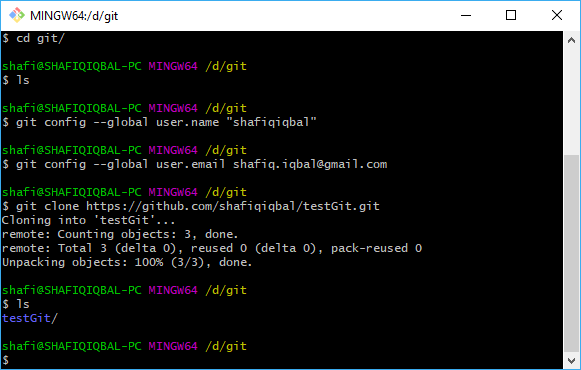 MINGW64:/d/git
$ cd git/
shafi@SHAFIQIQBAL-PC MINGW64 /d/git
$ ls
shafi@SHAFIQIQBAL-PC MINGW64 /d/git
$ git config --global user.name "shafiqiqbal"
shafi@SHAFIQIQBAL-PC MINGW64 /d/git
$ git config --global user.email shafiq.iqbal@gmail.com
shafi@SHAFIQIQBAL-PC MINGW64 /d/git
$ git clone https://github.com/shafiqiqbal/testGit.git
Cloning into 'testGit'...
remote: Counting objects: 3, done.
remote: Total 3 (delta 0), reused 0 (delta 0), pack-reused 0
Unpacking objects: 100% (3/3), done.
shafi@SHAFIQIQBAL-PC MINGW64 /d/git
$ ls
testGit/
shafi@SHAFIQIQBAL-PC MINGW64 /d/git
$